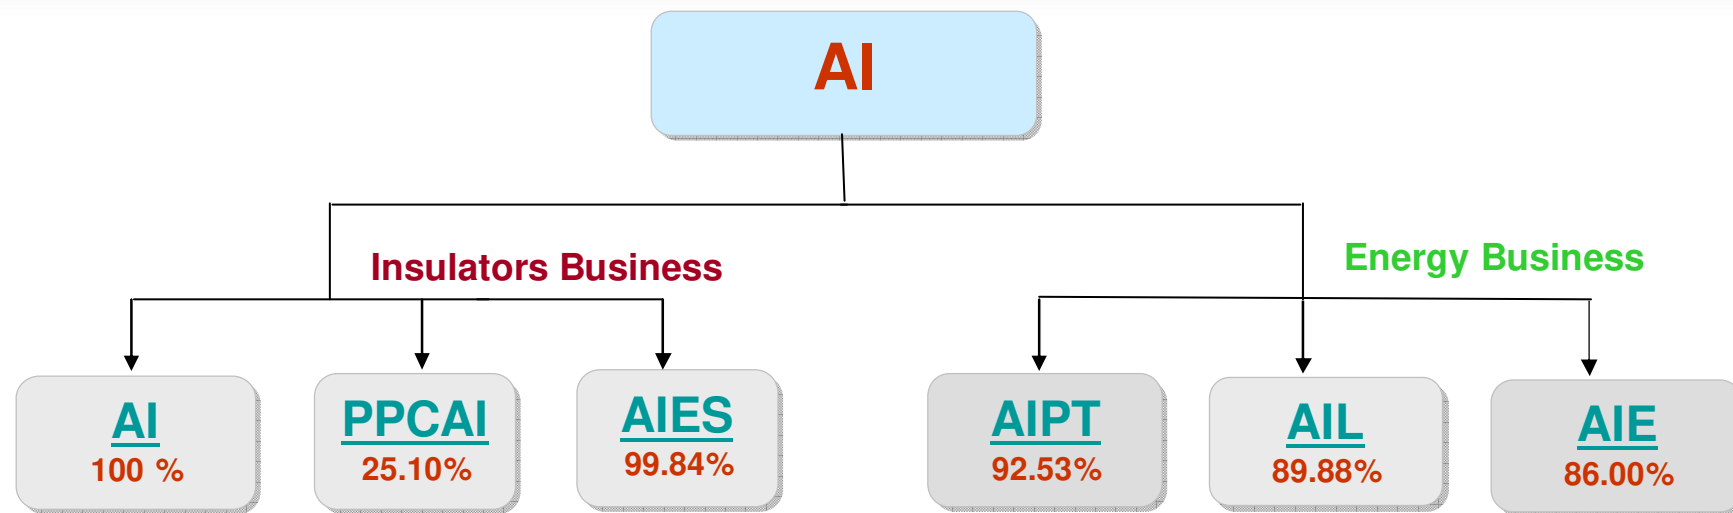 AI
Insulators Business
Energy Business
AI
100 %
PPCAI
25.10%
AIES
99.84%
AIPT
92.53%
AIL
89.88%
AIE
86.00%